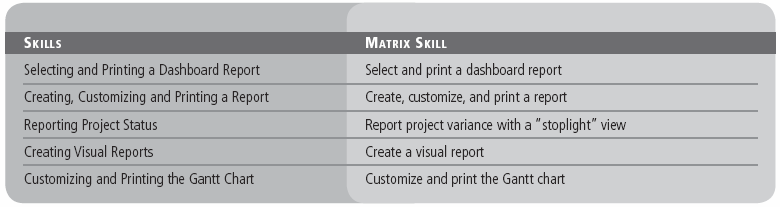 SKILLS MATRIX SKILL
Selecting and Printing a Dashboard Report Select and print a dashboard report
Creating, Customizing and Printing a Report Create, customize, and print a report
Reporting Project Status Report project variance with a “stoplight” view
Creating Visual Reports Create a visual report
Customizing and Printing the Gantt Chart Customize and print the Gantt chart